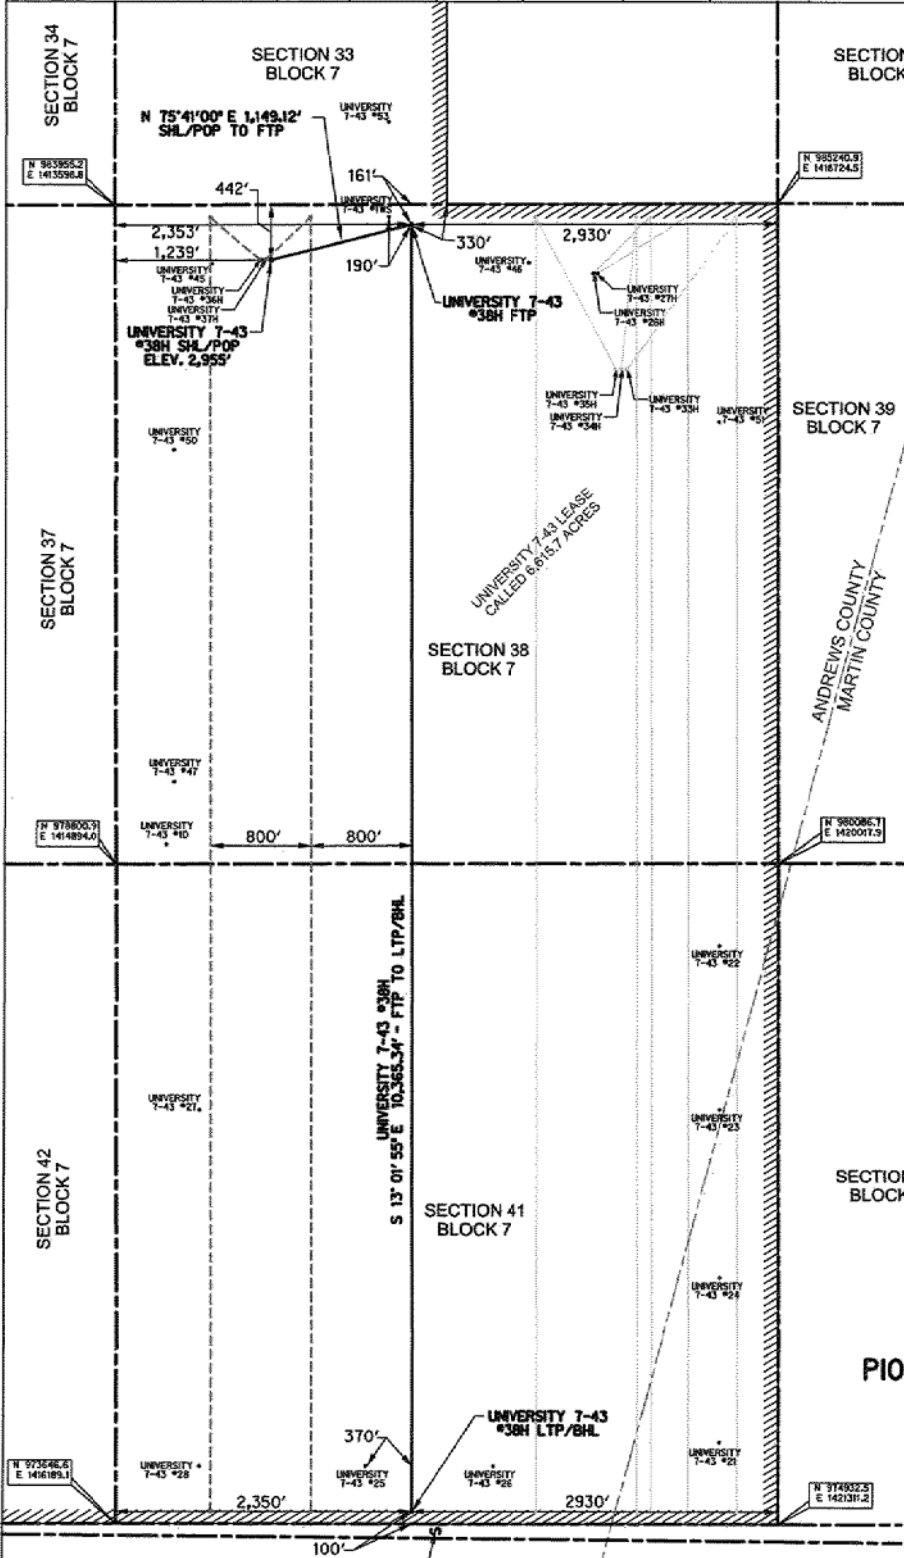 SECTION 34
BLOCK 7
SECTION 33
BLOCK 7
SECTION
BLOCK
N 75°41'00" E 1,149.12'
SHL/POP TO FTP
UNIVERSITY
7-43 #53
N 983955.2
E 1413598.8
N 985240.9
E 1418724.5
442'
161'
UNIVERSITY
7-43 #1WS
2,353'
330'
2,930'
1,239'
190'
UNIVERSITY
7-43 #45
UNIVERSITY
7-43 #46
UNIVERSITY
7-43 #36H
UNIVERSITY
7-43 #37H
UNIVERSITY
7-43 #27H
UNIVERSITY
7-43 #26H
UNIVERSITY 7-43
#38H FTP
UNIVERSITY 7-43
#38H SHL/POP
ELEV. 2,955'
UNIVERSITY
7-43 #35H
UNIVERSITY
7-43 #34H
UNIVERSITY
7-43 #33H
UNIVERSITY
7-43 #51
SECTION 39
BLOCK 7
UNIVERSITY
7-43 #50
UNIVERSITY 7-43 LEASE
CALLED 6,615.7 ACRES
SECTION 37
BLOCK 7
ANDREWS COUNTY
MARTIN COUNTY
SECTION 38
BLOCK 7
UNIVERSITY
7-43 #47
UNIVERSITY
7-43 #1D
N 978800.9
E 1414894.0
N 980086.7
E 1420017.9
800'
800'
UNIVERSITY 7-43 #38H
S 13° 01' 55" E 10,365.34' - FTP TO LTP/BHL
UNIVERSITY
7-43 #22
UNIVERSITY
7-43 #27
UNIVERSITY
7-43 #23
SECTION 42
BLOCK 7
SECTION 41
BLOCK 7
SECTION
BLOCK
UNIVERSITY
7-43 #24
PIO
UNIVERSITY 7-43
#38H LTP/BHL
370'
UNIVERSITY
7-43 #21
N 973646.6
E 1416189.1
UNIVERSITY
7-43 #28
UNIVERSITY
7-43 #25
UNIVERSITY
7-43 #26
N 974932.5
E 1421311.2
2,350'
2930'
100'